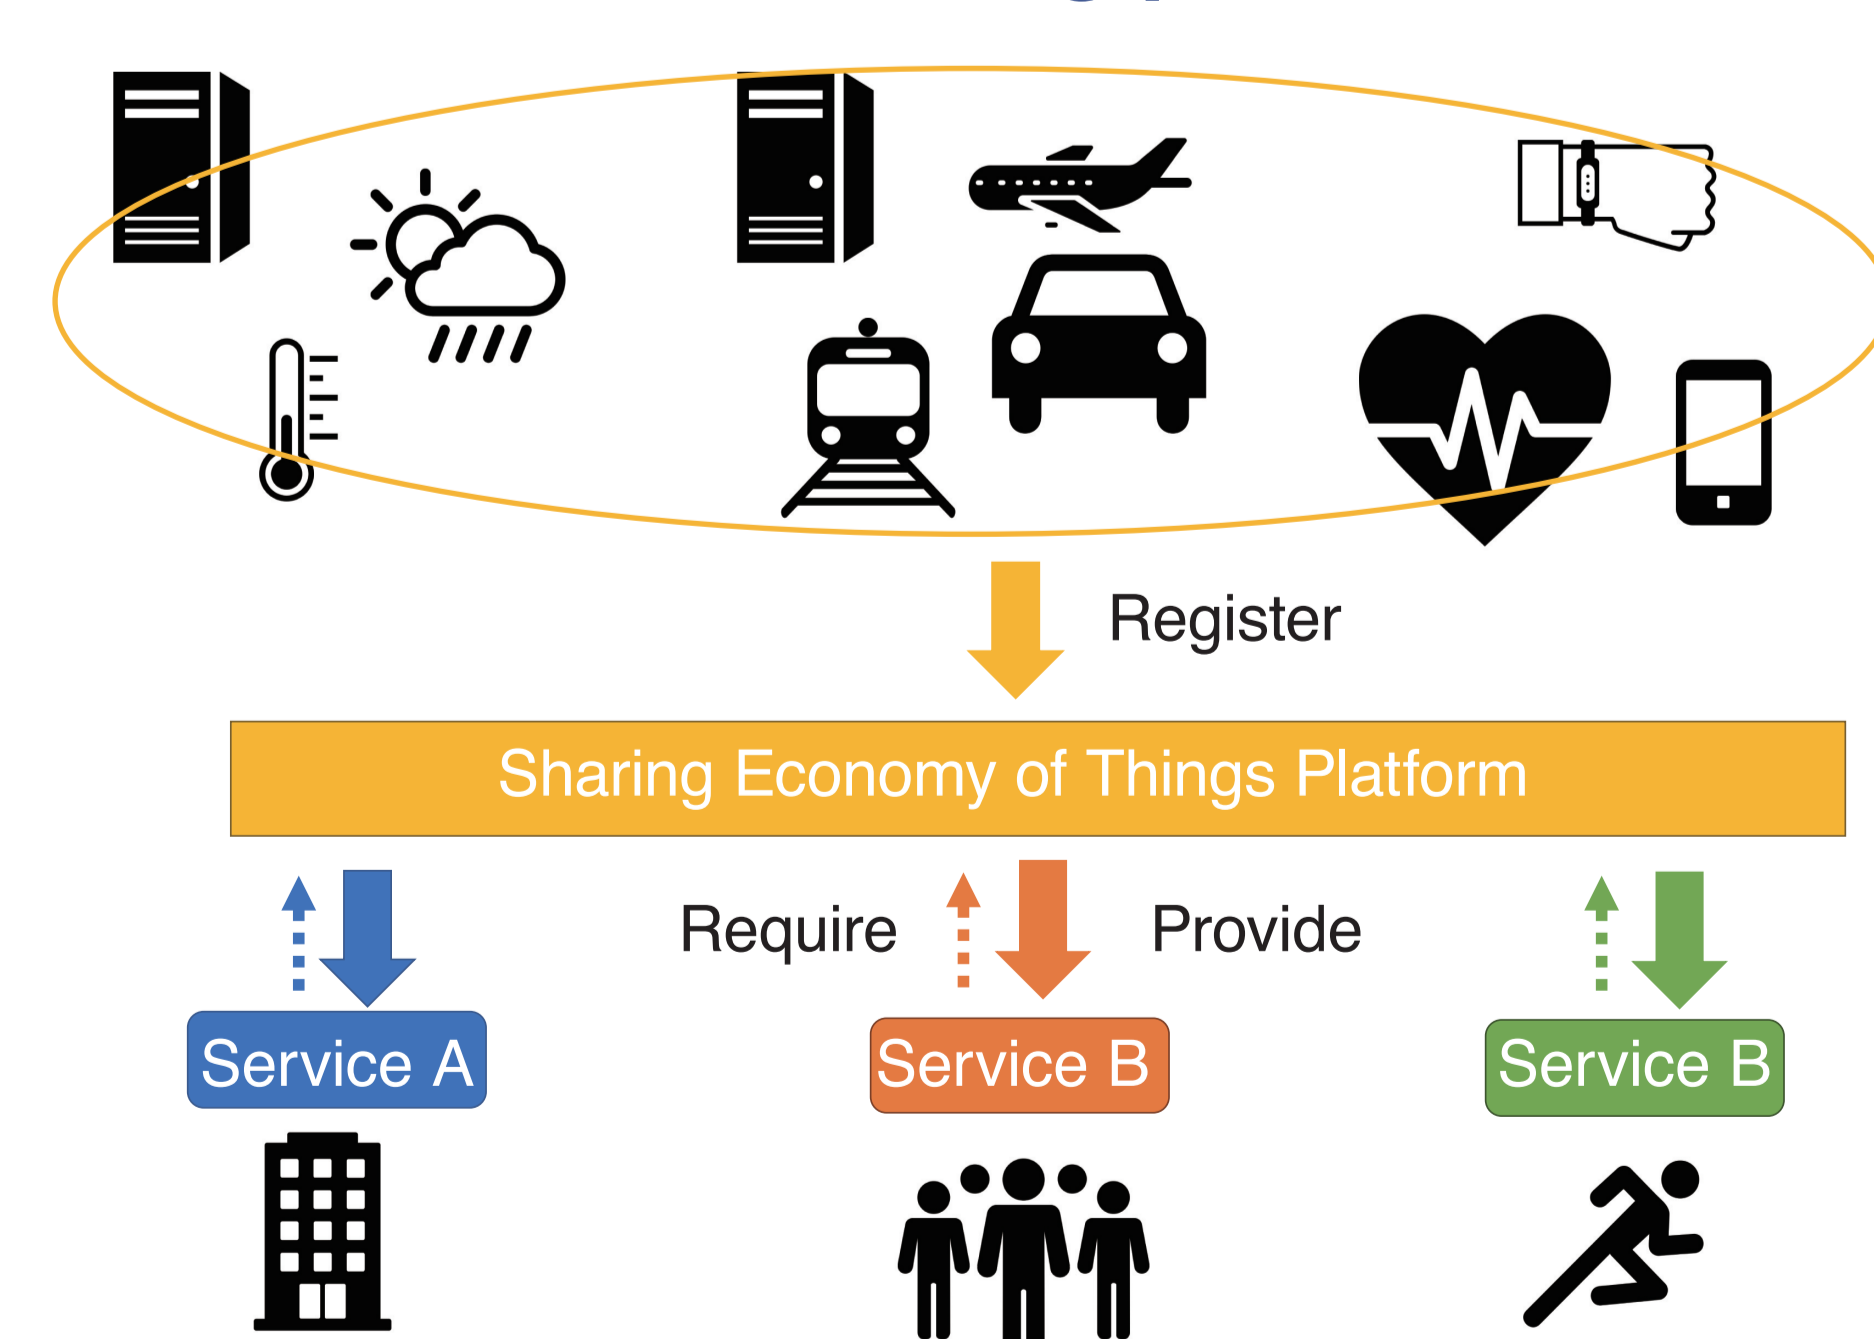 Register
Sharing Economy of Things Platform
Require
Provide
Service A
Service B
Service B